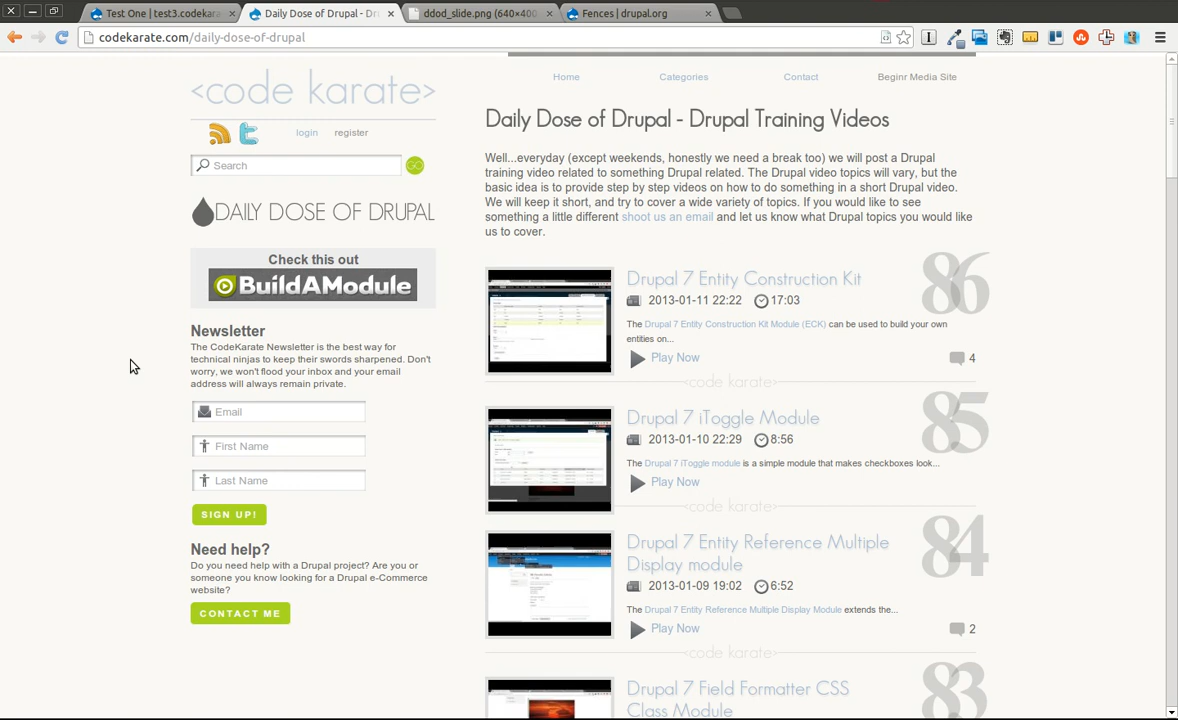 Test One | test3.codekara
Daily Dose of Drupal - Dr
ddod_slide.png (640×400
Fences | drupal.org
codekarate.com/daily-dose-of-drupal
<code karate>
login register
Search
GO
DAILY DOSE OF DRUPAL
Check this out
BuildAModule
Newsletter
The CodeKarate Newsletter is the best way for
technical ninjas to keep their swords sharpened. Don't
worry, we won't flood your inbox and your email
address will always remain private.
Email
First Name
Last Name
SIGN UP!
Need help?
Do you need help with a Drupal project? Are you or
someone you know looking for a Drupal e-Commerce
website?
CONTACT ME
Home Categories Contact Beginr Media Site
Daily Dose of Drupal - Drupal Training Videos
Well...everyday (except weekends, honestly we need a break too) we will post a Drupal
training video related to something Drupal related. The Drupal video topics will vary, but the
basic idea is to provide step by step videos on how to do something in a short Drupal video.
We will keep it short, and try to cover a wide variety of topics. If you would like to see
something a little different shoot us an email and let us know what Drupal topics you would like
us to cover.
Drupal 7 Entity Construction Kit
86
2013-01-11 22:22 17:03
The Drupal 7 Entity Construction Kit Module (ECK) can be used to build your own
entities on...
Play Now 4
<code karate>
Drupal 7 iToggle Module
85
2013-01-10 22:29 8:56
The Drupal 7 iToggle module is a simple module that makes checkboxes look...
Play Now
<code karate>
Drupal 7 Entity Reference Multiple
Display module
84
2013-01-09 19:02 6:52
The Drupal 7 Entity Reference Multiple Display Module extends the...
Play Now 2
<code karate>
Drupal 7 Field Formatter CSS
Class Module
83